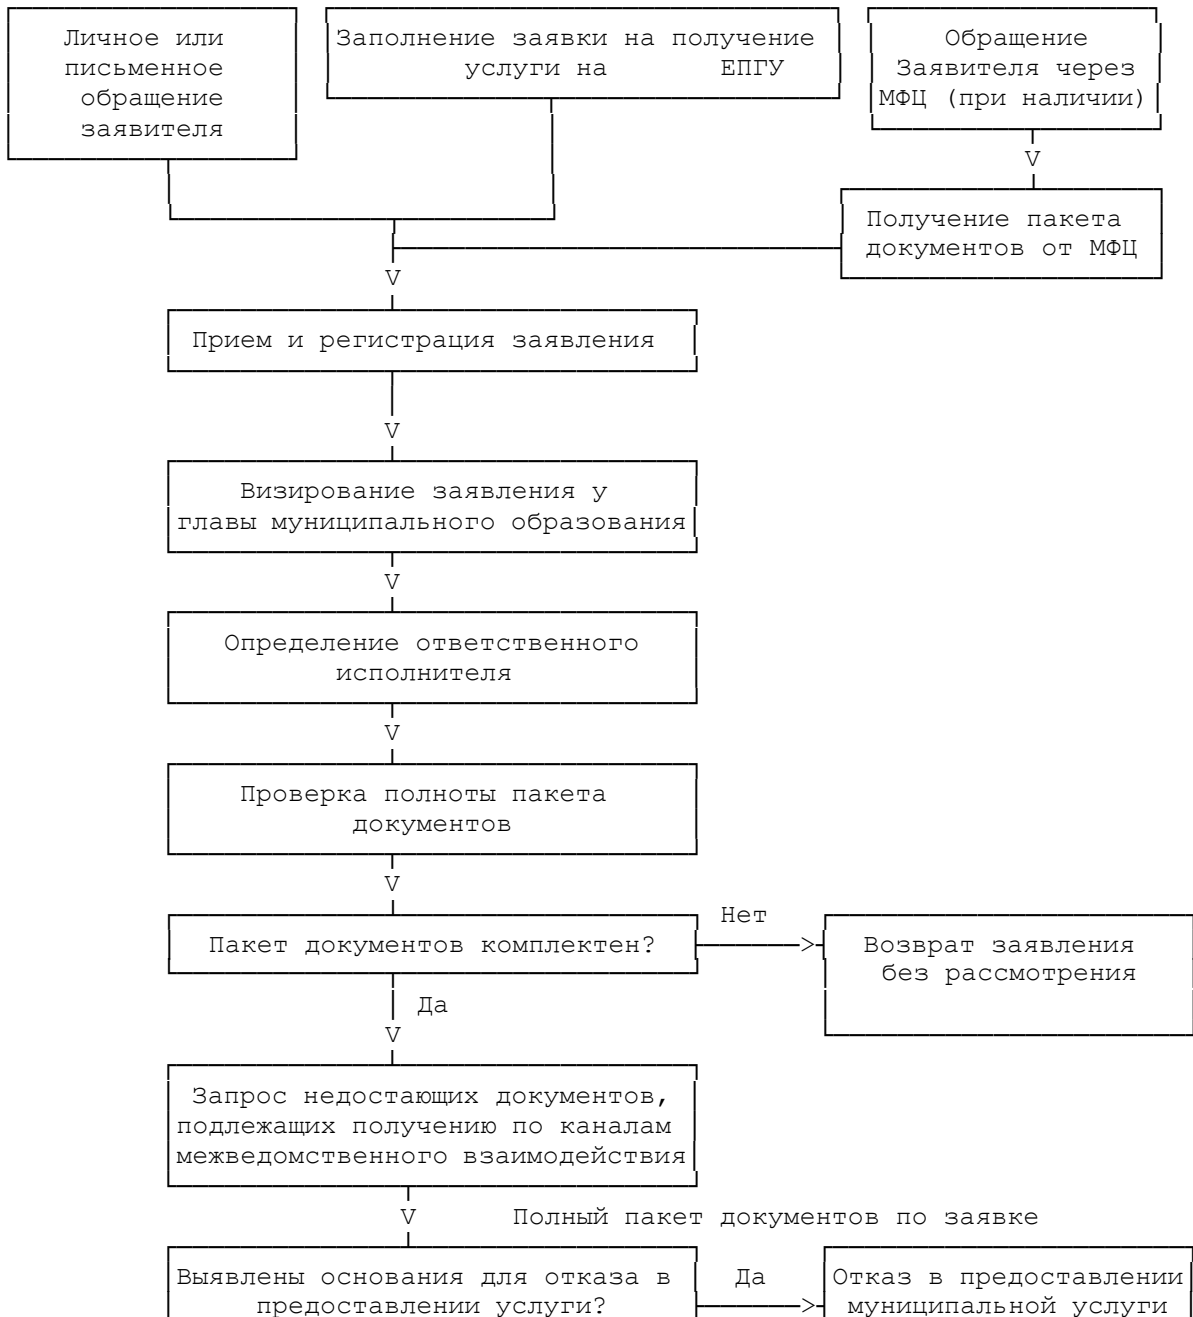 Личное или
письменное
обращение
заявителя
Заполнение заявки на получение
услуги на ЕПГУ
Обращение
Заявителя через
МФЦ (при наличии)
V
Получение пакета
документов от МФЦ
V
Прием и регистрация заявления
V
Визирование заявления у
главы муниципального образования
V
Определение ответственного
исполнителя
V
Проверка полноты пакета
документов
V
Пакет документов комплектен?
Нет
>
Возврат заявления
без рассмотрения
Да
V
Запрос недостающих документов,
подлежащих получению по каналам
межведомственного взаимодействия
V Полный пакет документов по заявке
Выявлены основания для отказа в
предоставлении услуги?
Да
>
Отказ в предоставлении
муниципальной услуги